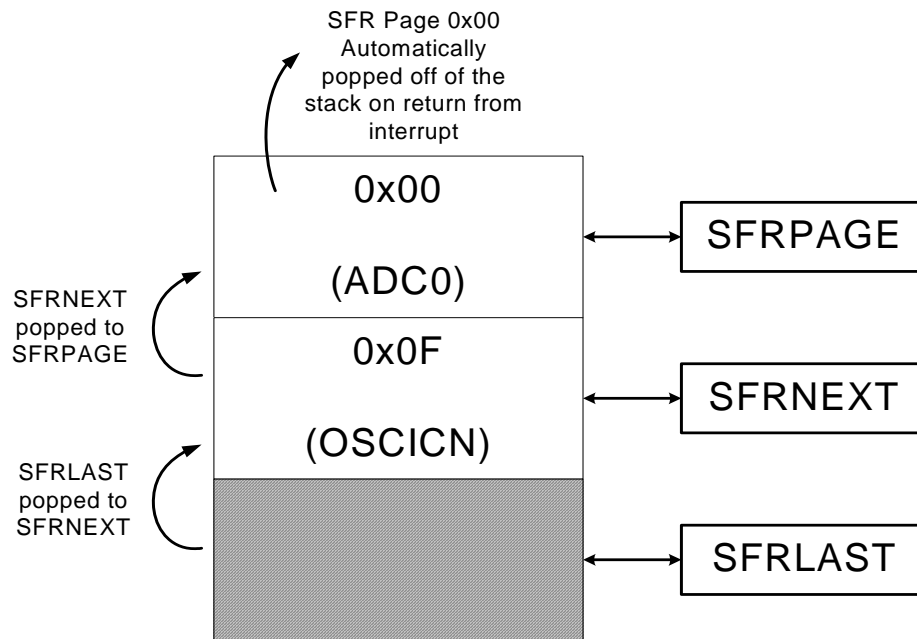 SFR Page 0x00
Automatically
popped off of the
stack on return from
interrupt
0x00
(ADC0)
SFRPAGE
SFRNEXT
popped to
SFRPAGE
0x0F
(OSCICN)
SFRNEXT
SFRLAST
popped to
SFRNEXT
SFRLAST